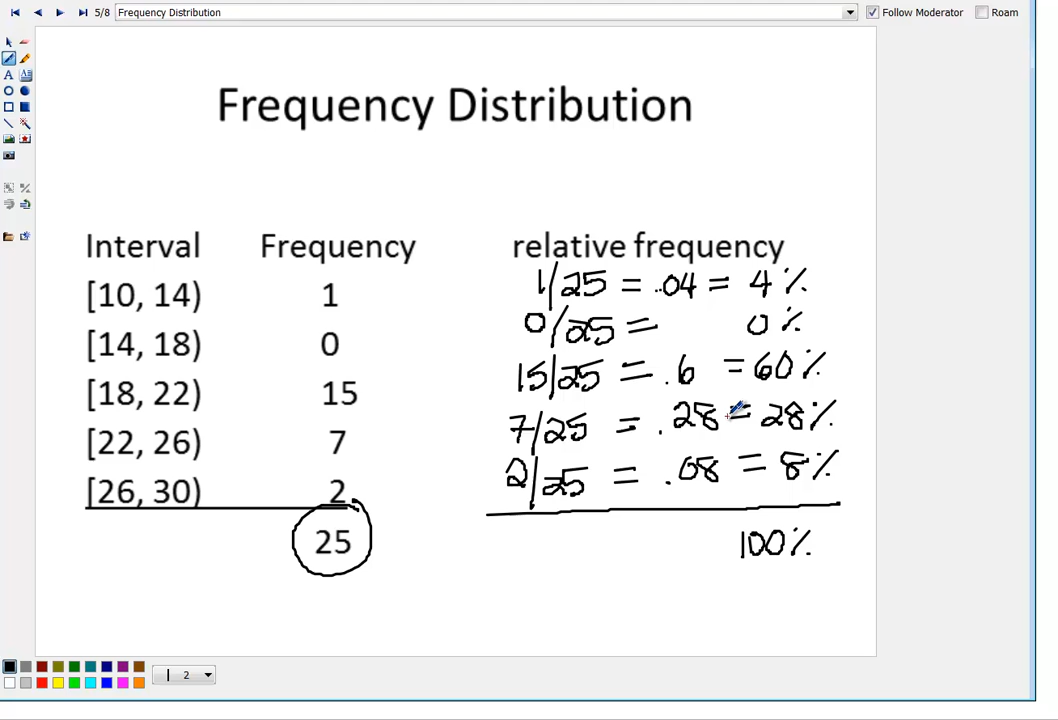 5/8 Frequency Distribution Follow Moderator Roam
Frequency Distribution
Interval Frequency relative frequency
[10, 14) 1 1/25 = .04 = 4%
[14, 18) 0 0/25 = 0%
[18, 22) 15 15/25 = .6 = 60%
[22, 26) 7 7/25 = .28 = 28%
[26, 30) 2 2/25 = .08 = 8%
25 100%
2